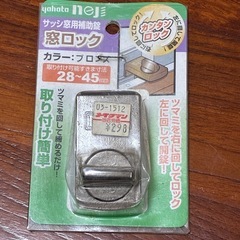 yahata neji
サッシ窓用補助錠
窓ロック
カラー:ブロンズ
取り付け可能すきま寸法
28〜45
カンタン
ロック
ツマミを右に回してロック
左に回して開錠!
ツマミを回して締めるだけ!
取り付け簡単
03-1512
¥298